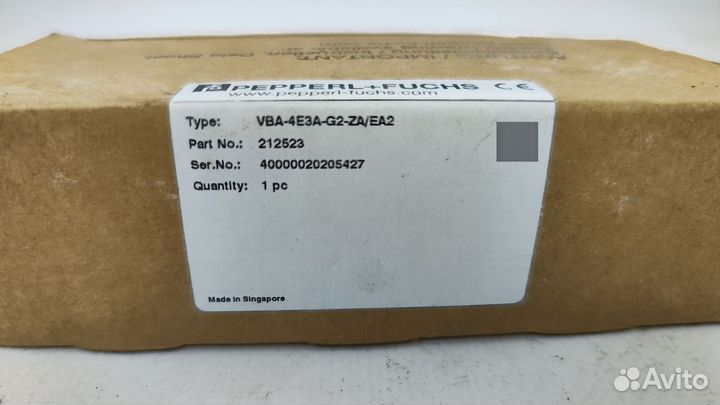 PEPPERL+FUCHS CE
www.pepperl-fuchs.com
Type: VBA-4E3A-G2-ZA/EA2
Part No.: 212523
Ser.No.: 40000020205427
Quantity: 1 pc
Made in Singapore
Avito